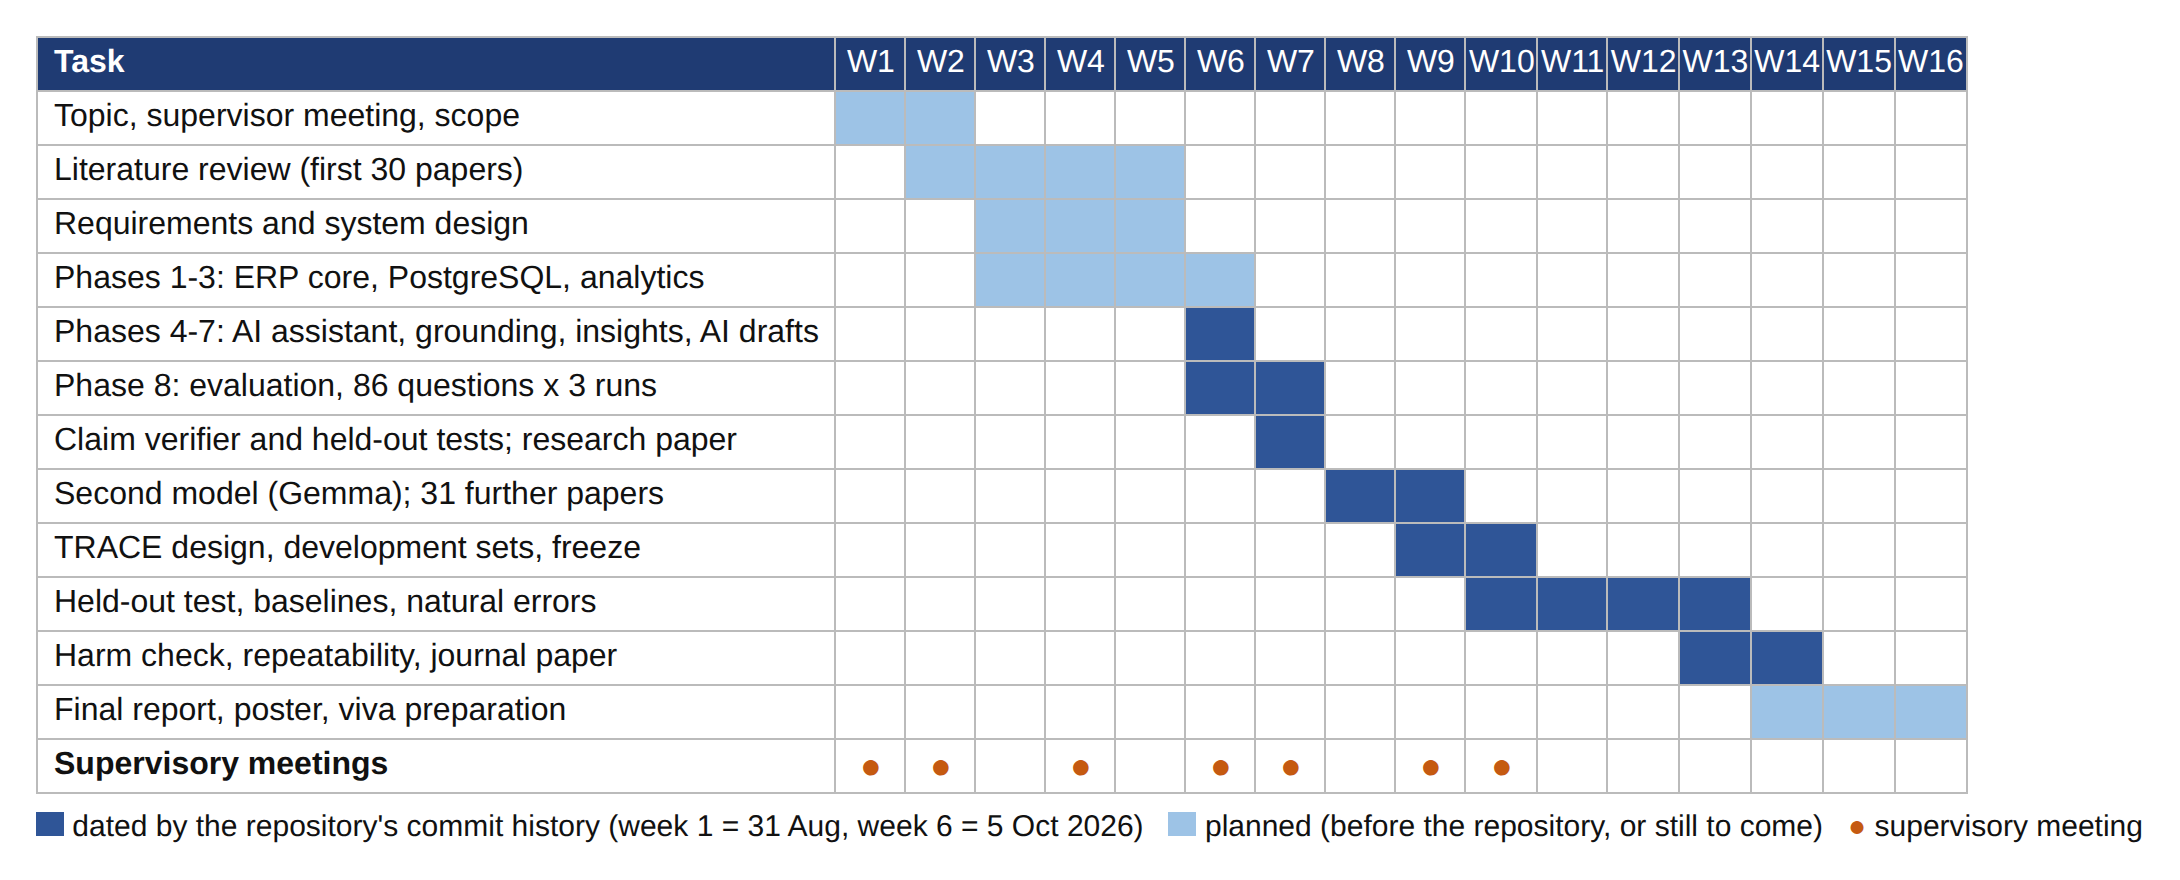 Task W1 W2 W3 W4 W5 W6 W7 W8 W9 W10 W11 W12 W13 W14 W15 W16
Topic, supervisor meeting, scope
Literature review (first 30 papers)
Requirements and system design
Phases 1-3: ERP core, PostgreSQL, analytics
Phases 4-7: AI assistant, grounding, insights, AI drafts
Phase 8: evaluation, 86 questions x 3 runs
Claim verifier and held-out tests; research paper
Second model (Gemma); 31 further papers
TRACE design, development sets, freeze
Held-out test, baselines, natural errors
Harm check, repeatability, journal paper
Final report, poster, viva preparation
Supervisory meetings
dated by the repository's commit history (week 1 = 31 Aug, week 6 = 5 Oct 2026) planned (before the repository, or still to come) supervisory meeting